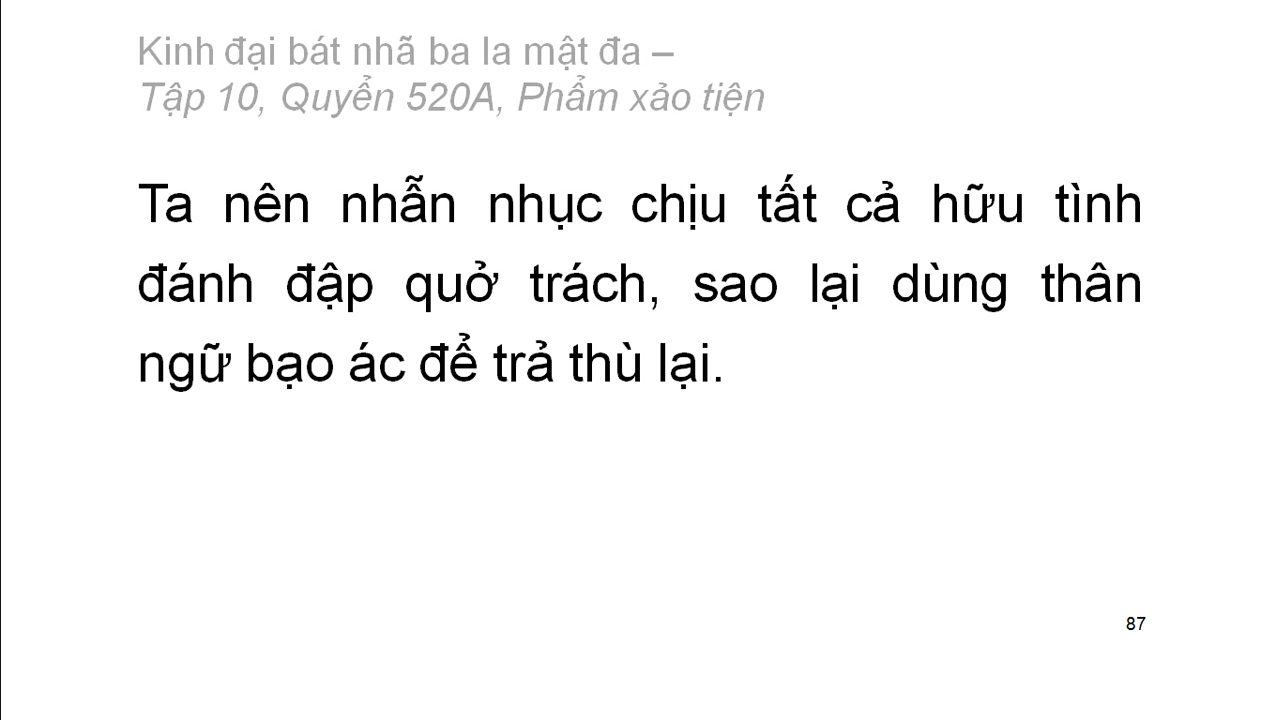 Kinh đại bát nhã ba la mật đa –
Tập 10, Quyển 520A, Phẩm xảo tiện
Ta nên nhẫn nhục chịu tất cả hữu tình
đánh đập quở trách, sao lại dùng thân
ngữ bạo ác để trả thù lại.
87